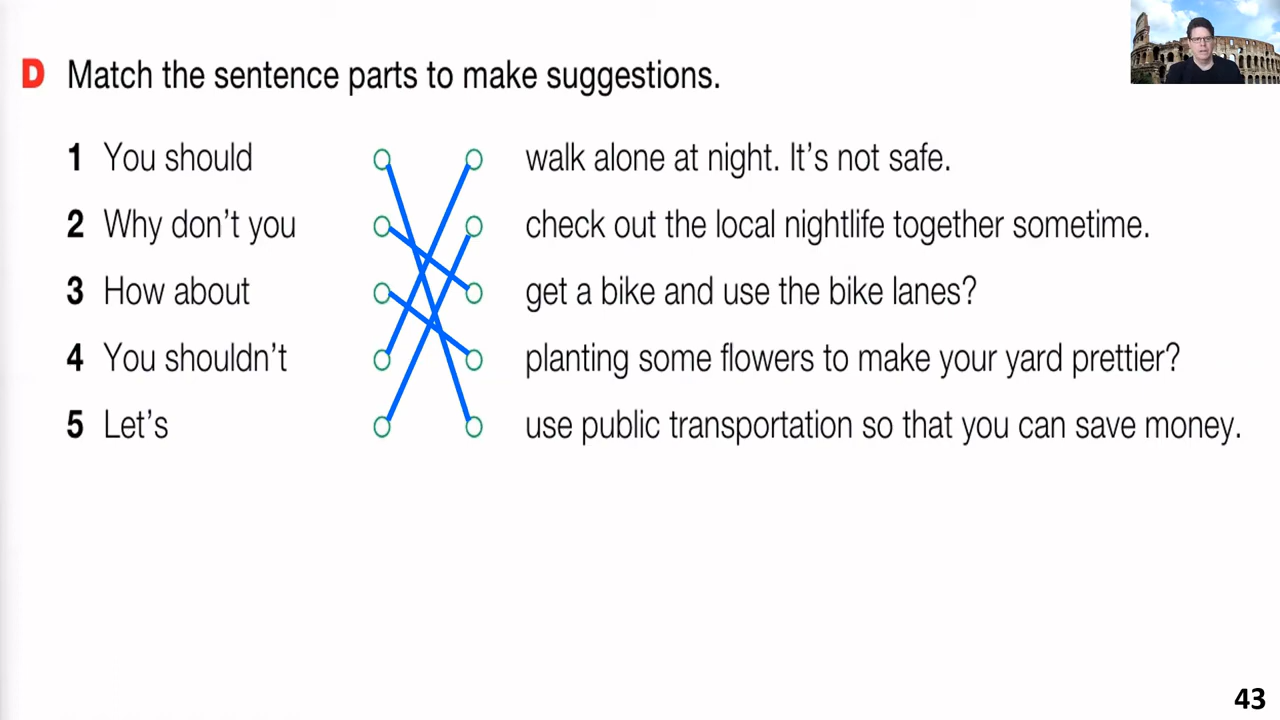 D Match the sentence parts to make suggestions.
1 You should walk alone at night. It's not safe.
2 Why don't you check out the local nightlife together sometime.
3 How about get a bike and use the bike lanes?
4 You shouldn't planting some flowers to make your yard prettier?
5 Let's use public transportation so that you can save money.
43